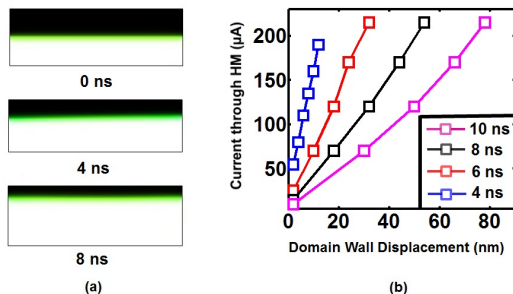 0 ns
4 ns
8 ns
(a)
Current through HM (µA)
200
150
100
50
0
20
40
60
80
Domain Wall Displacement (nm)
10 ns
8 ns
6 ns
4 ns
(b)